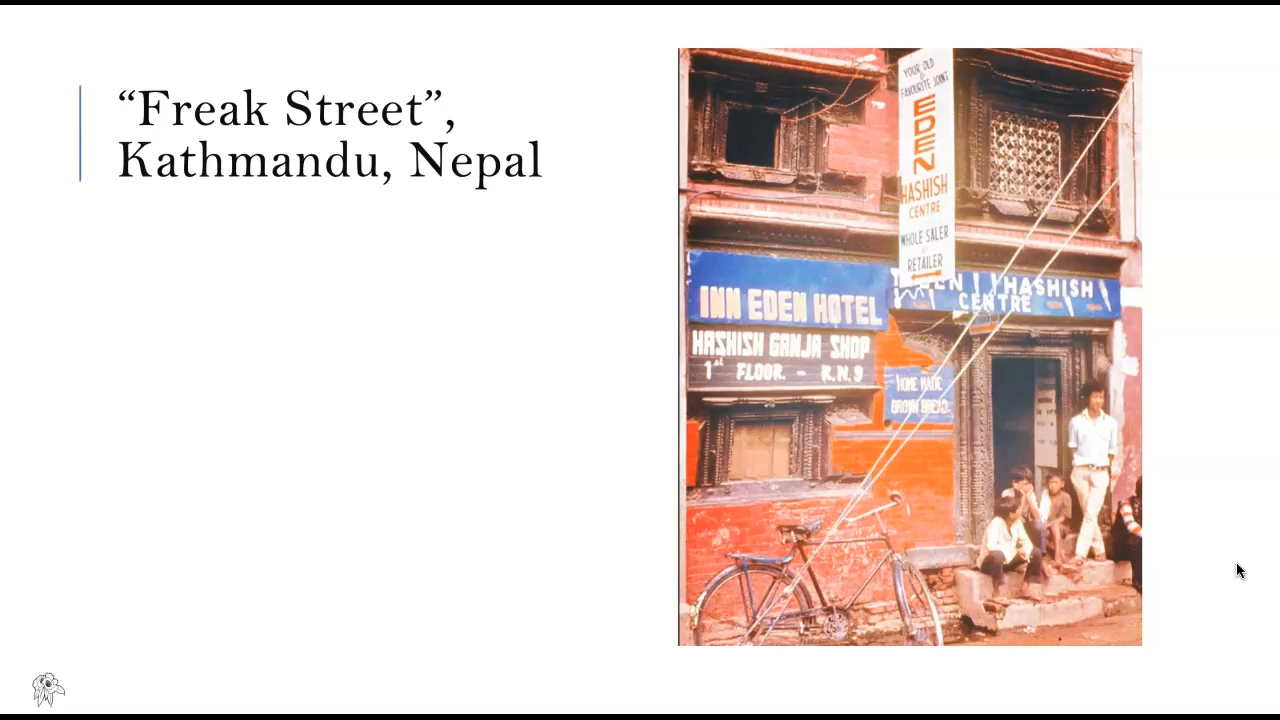 “Freak Street”,
Kathmandu, Nepal
YOUR OLD
FAVOURITE JOINT
EDEN
HASHISH
CENTRE
WHOLE SALER
RETAILER
INN EDEN HOTEL
HASHISH GANJA SHOP
1st FLOOR. - R.N.9
HASHISH
CENTRE
HOME MADE
BROWN BREAD